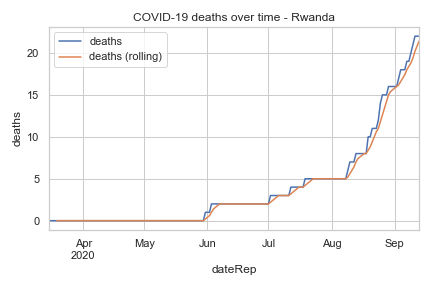 COVID-19 deaths over time - Rwanda
deaths
deaths (rolling)
20
15
10
5
0
deaths
Apr May Jun Jul Aug Sep
2020
dateRep